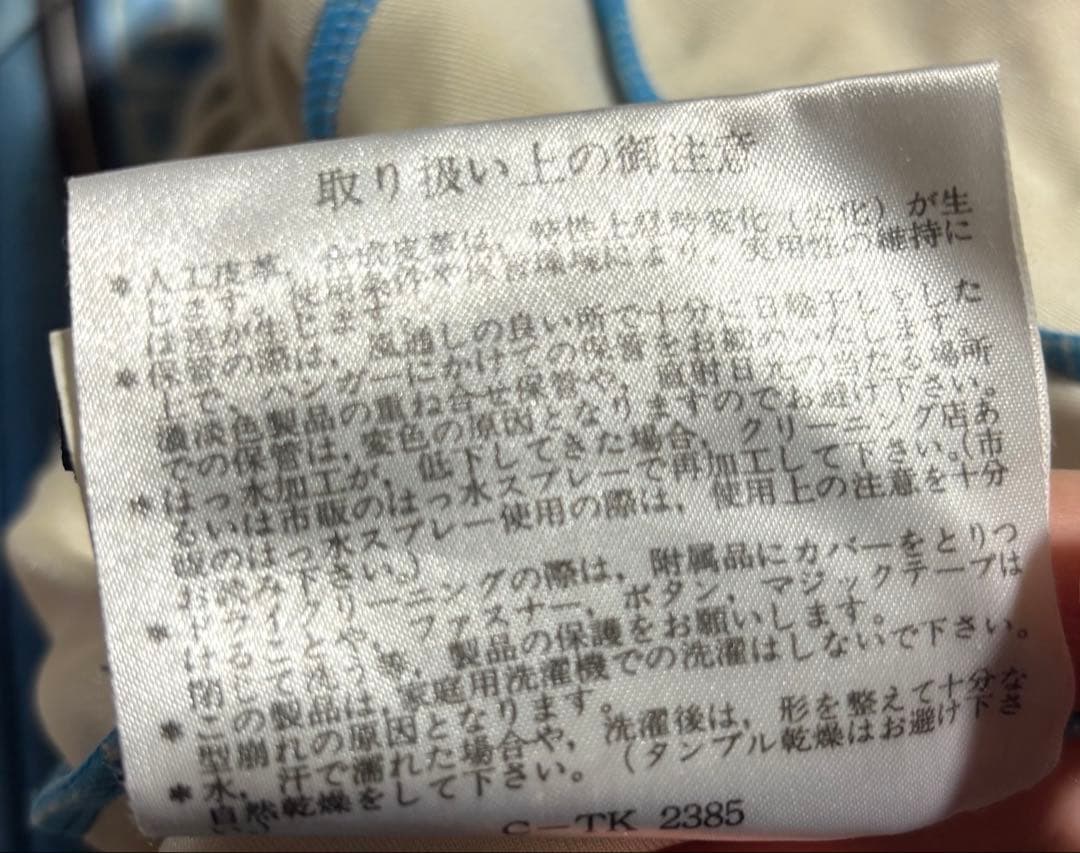 取り扱い上の御注意
＊人工皮革、合成皮革は、特性上経時変化（劣化）が生
じます。使用条件や保管環境により、実用性の維持に
は差が生じます。
＊保管の際は、風通しの良い所で十分に日陰干しをした
上で、ハンガーにかけての保管をお勧めいたします。
濃淡色製品の重ね合せ保管や、直射日光の当たる場所
での保管は、変色の原因となりますのでお避け下さい。
＊はっ水加工が、低下してきた場合、クリーニング店あ
るいは市販のはっ水スプレーで再加工して下さい。（市
販のはっ水スプレー使用の際は、使用上の注意を十分
お読み下さい。）
＊ドライクリーニングの際は、附属品にカバーをとりつ
けることや、ファスナー、ボタン、マジックテープは
閉じて洗う等、製品の保護をお願いします。
＊この製品は、家庭用洗濯機での洗濯はしないで下さい。
型崩れの原因となります。
＊水、汗で濡れた場合や、洗濯後は、形を整えて十分な
自然乾燥をして下さい。（タンブル乾燥はお避け下さ
い）
C－TK 2385